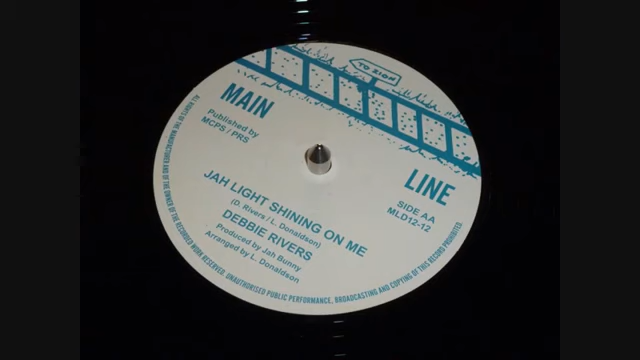 TO ZION
MAIN
LINE
Published by
MCPS / PRS
SIDE AA
MLD12-12
JAH LIGHT SHINING ON ME
(D. Rivers / L. Donaldson)
DEBBIE RIVERS
Produced by Jah Bunny
Arranged by L. Donaldson
ALL RIGHTS OF THE MANUFACTURER AND OF THE OWNER OF THE RECORDED WORK RESERVED. UNAUTHORISED PUBLIC PERFORMANCE, BROADCASTING AND COPYING OF THIS RECORD PROHIBITED